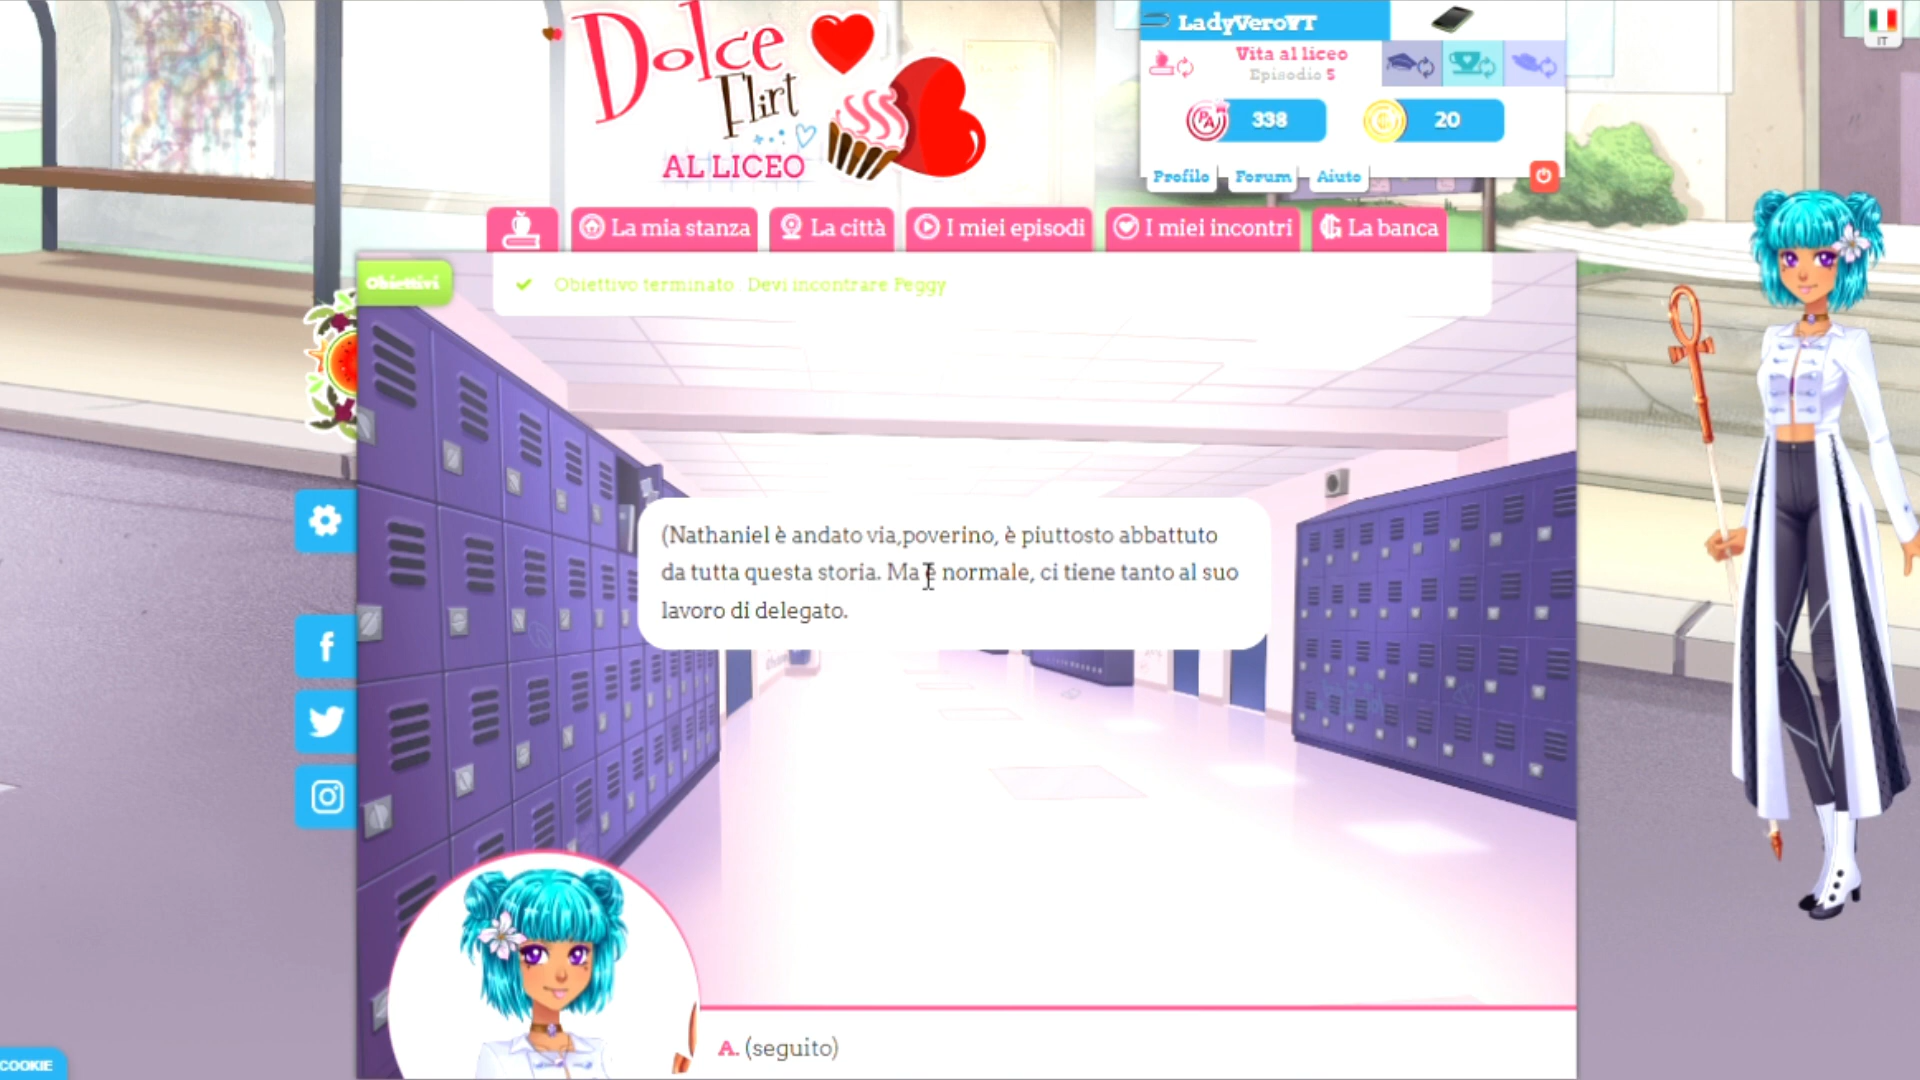 Dolce
Flirt
AL LICEO
LadyVeroVT
IT
Vita al liceo
Episodio 5
PA
338
20
Profilo
Forum
Aiuto
La mia stanza
La città
I miei episodi
I miei incontri
La banca
Obiettivi
Obiettivo terminato : Devi incontrare Peggy
(Nathaniel è andato via,poverino, è piuttosto abbattuto
da tutta questa storia. Ma è normale, ci tiene tanto al suo
lavoro di delegato.
A. (seguito)
COOKIE